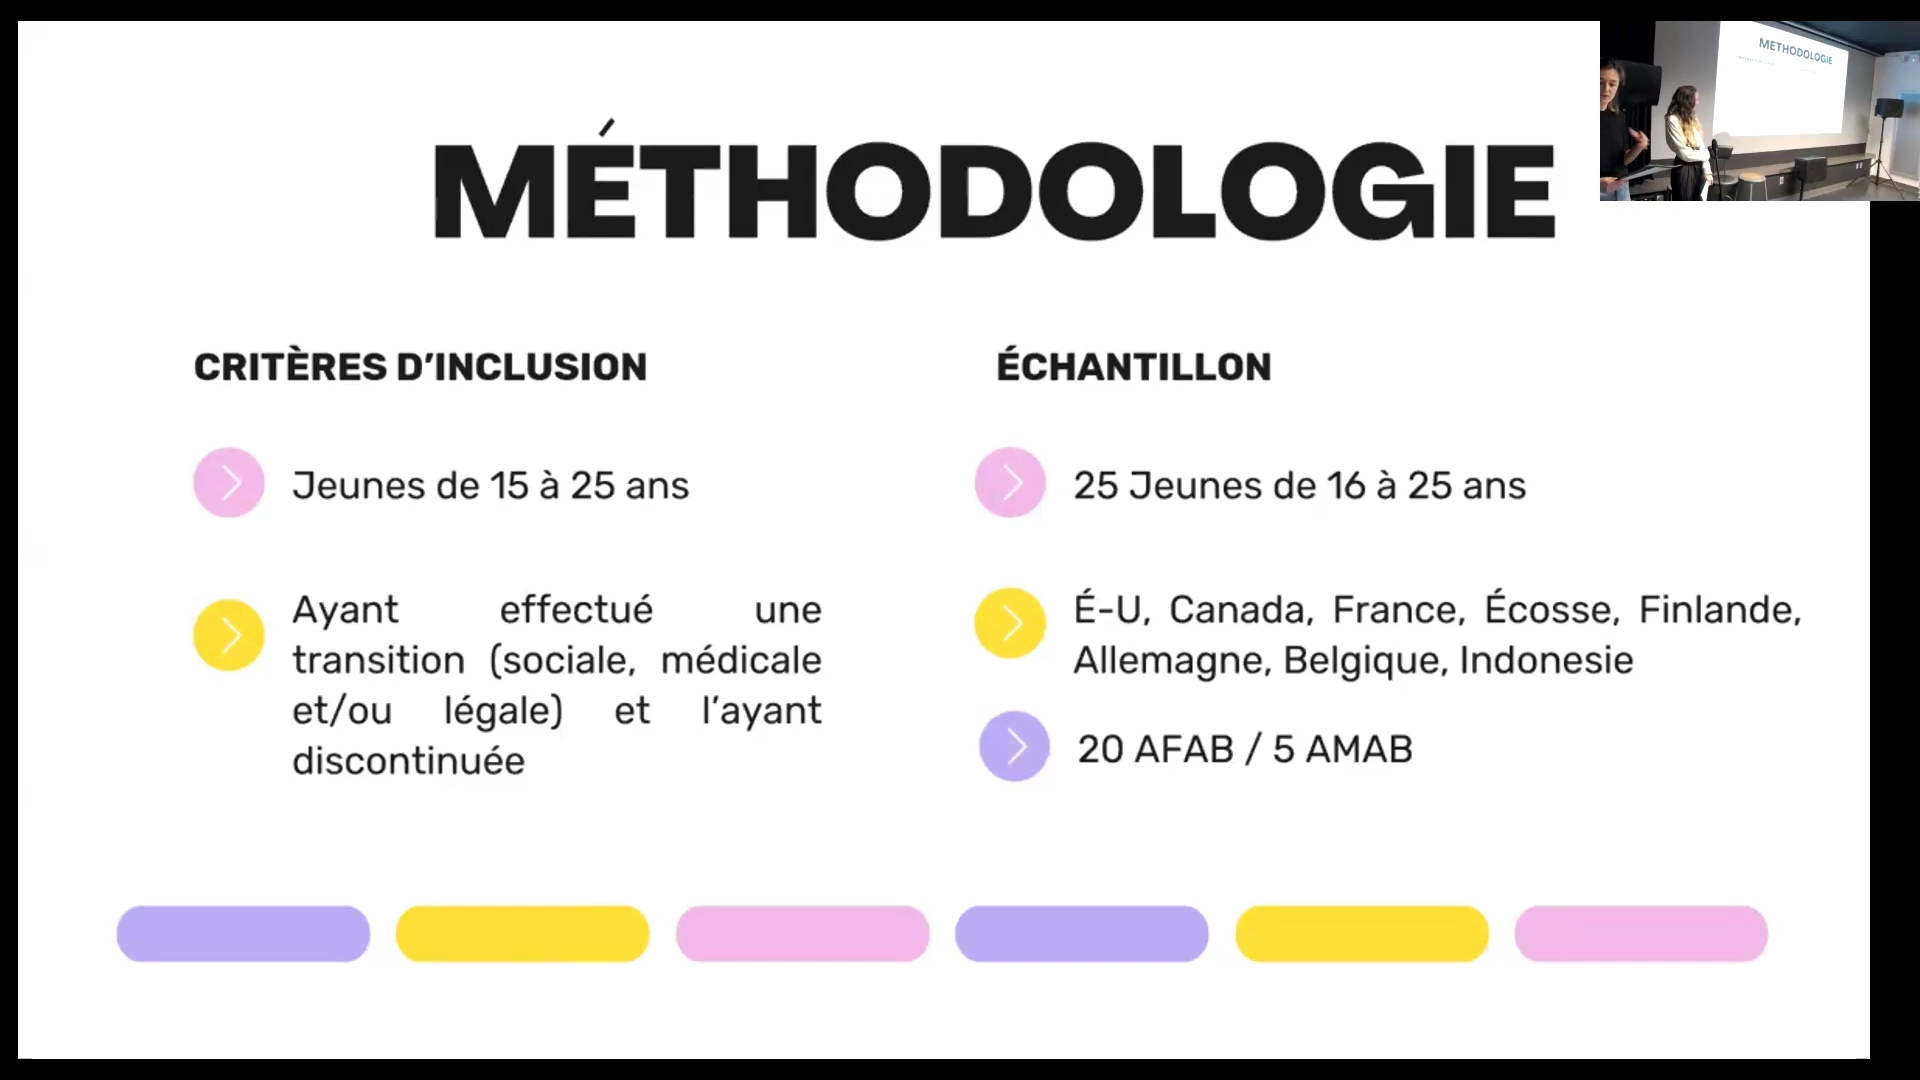 MÉTHODOLOGIE
METHODOLOGIE
CRITÈRES D’INCLUSION
Jeunes de 15 à 25 ans
Ayant effectué une
transition (sociale, médicale
et/ou légale) et l’ayant
discontinuée
ÉCHANTILLON
25 Jeunes de 16 à 25 ans
É-U, Canada, France, Écosse, Finlande,
Allemagne, Belgique, Indonesie
20 AFAB / 5 AMAB